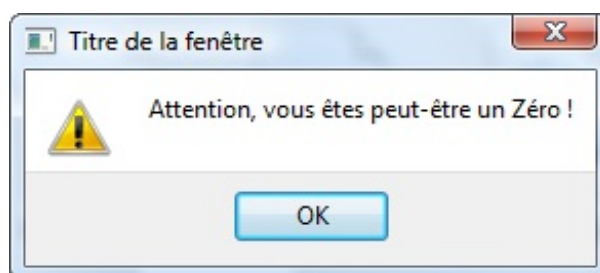 Titre de la fenêtre
Attention, vous êtes peut-être un Zéro !
OK